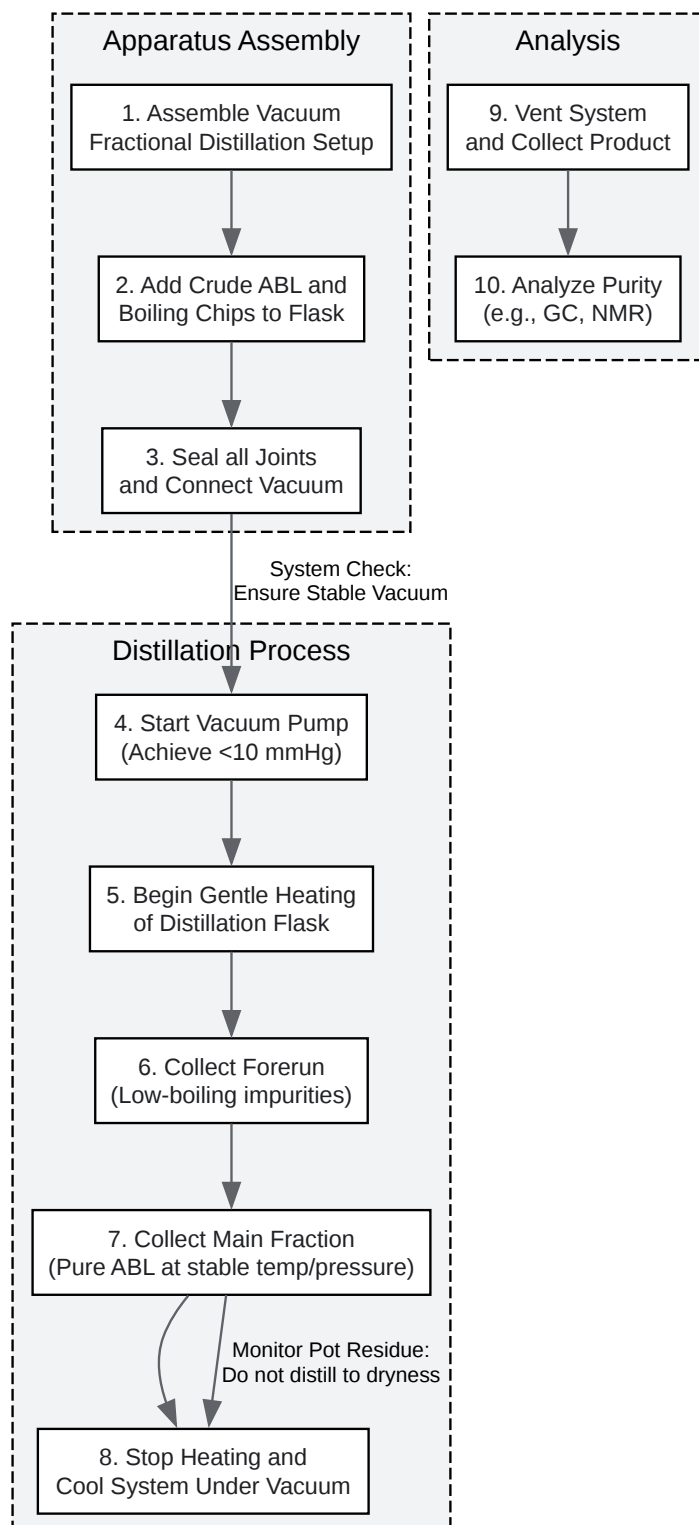 Apparatus Assembly
1. Assemble Vacuum
Fractional Distillation Setup
2. Add Crude ABL and
Boiling Chips to Flask
3. Seal all Joints
and Connect Vacuum
System Check:
Ensure Stable Vacuum
Distillation Process
4. Start Vacuum Pump
(Achieve <10 mmHg)
5. Begin Gentle Heating
of Distillation Flask
6. Collect Forerun
(Low-boiling impurities)
7. Collect Main Fraction
(Pure ABL at stable temp/pressure)
Monitor Pot Residue:
Do not distill to dryness
8. Stop Heating and
Cool System Under Vacuum
Analysis
9. Vent System
and Collect Product
10. Analyze Purity
(e.g., GC, NMR)